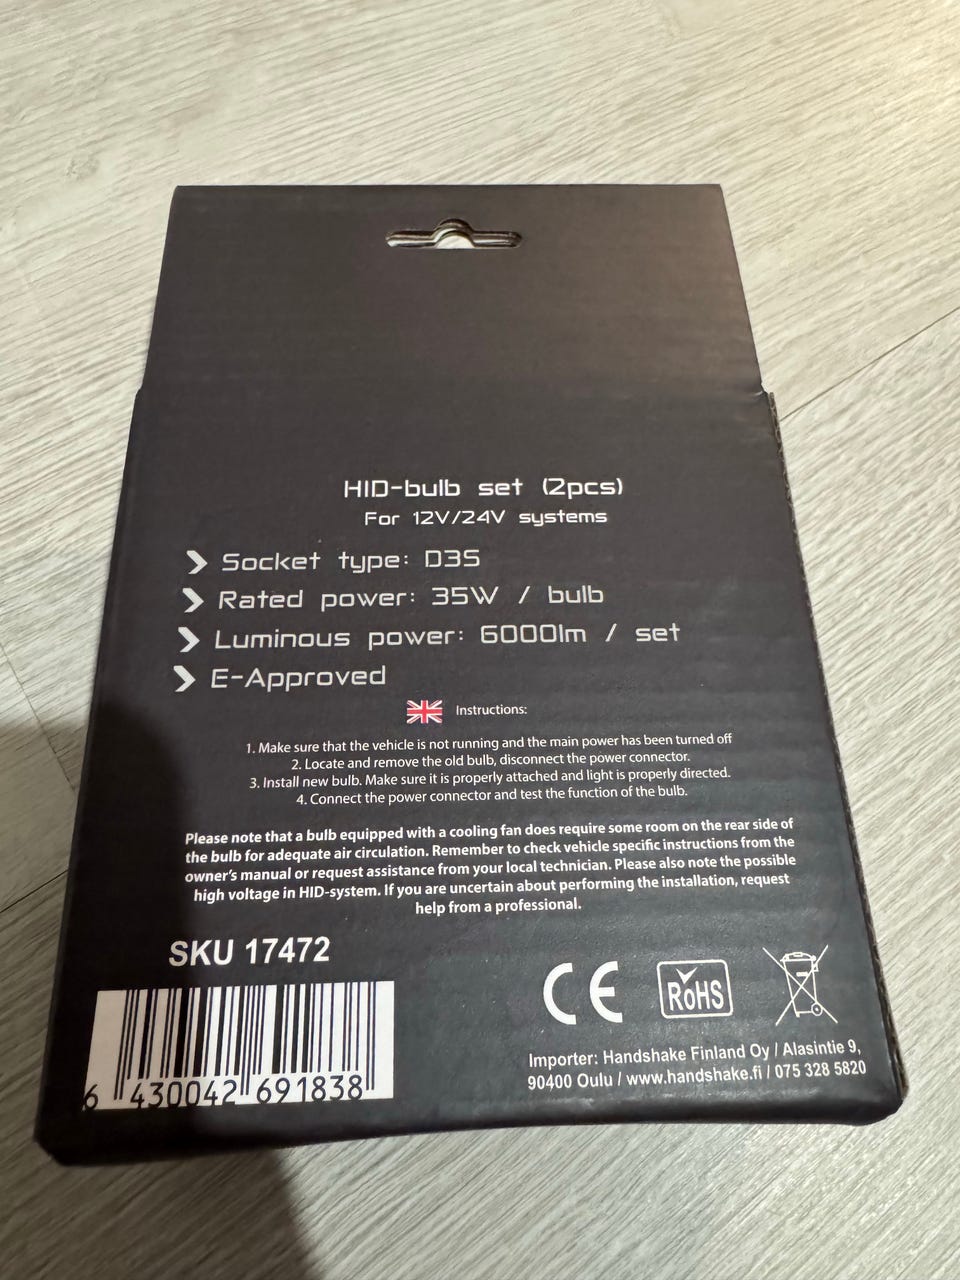 HID-bulb set (2pcs)
For 12V/24V systems
Socket type: D3S
Rated power: 35W / bulb
Luminous power: 6000lm / set
E-Approved
Instructions:
1. Make sure that the vehicle is not running and the main power has been turned off
2. Locate and remove the old bulb, disconnect the power connector.
3. Install new bulb. Make sure it is properly attached and light is properly directed.
4. Connect the power connector and test the function of the bulb.
Please note that a bulb equipped with a cooling fan does require some room on the rear side of
the bulb for adequate air circulation. Remember to check vehicle specific instructions from the
owner's manual or request assistance from your local technician. Please also note the possible
high voltage in HID-system. If you are uncertain about performing the installation, request
help from a professional.
SKU 17472
6 430042 691838
CE
RoHS
Importer: Handshake Finland Oy / Alasintie 9,
90400 Oulu / www.handshake.fi / 075 328 5820